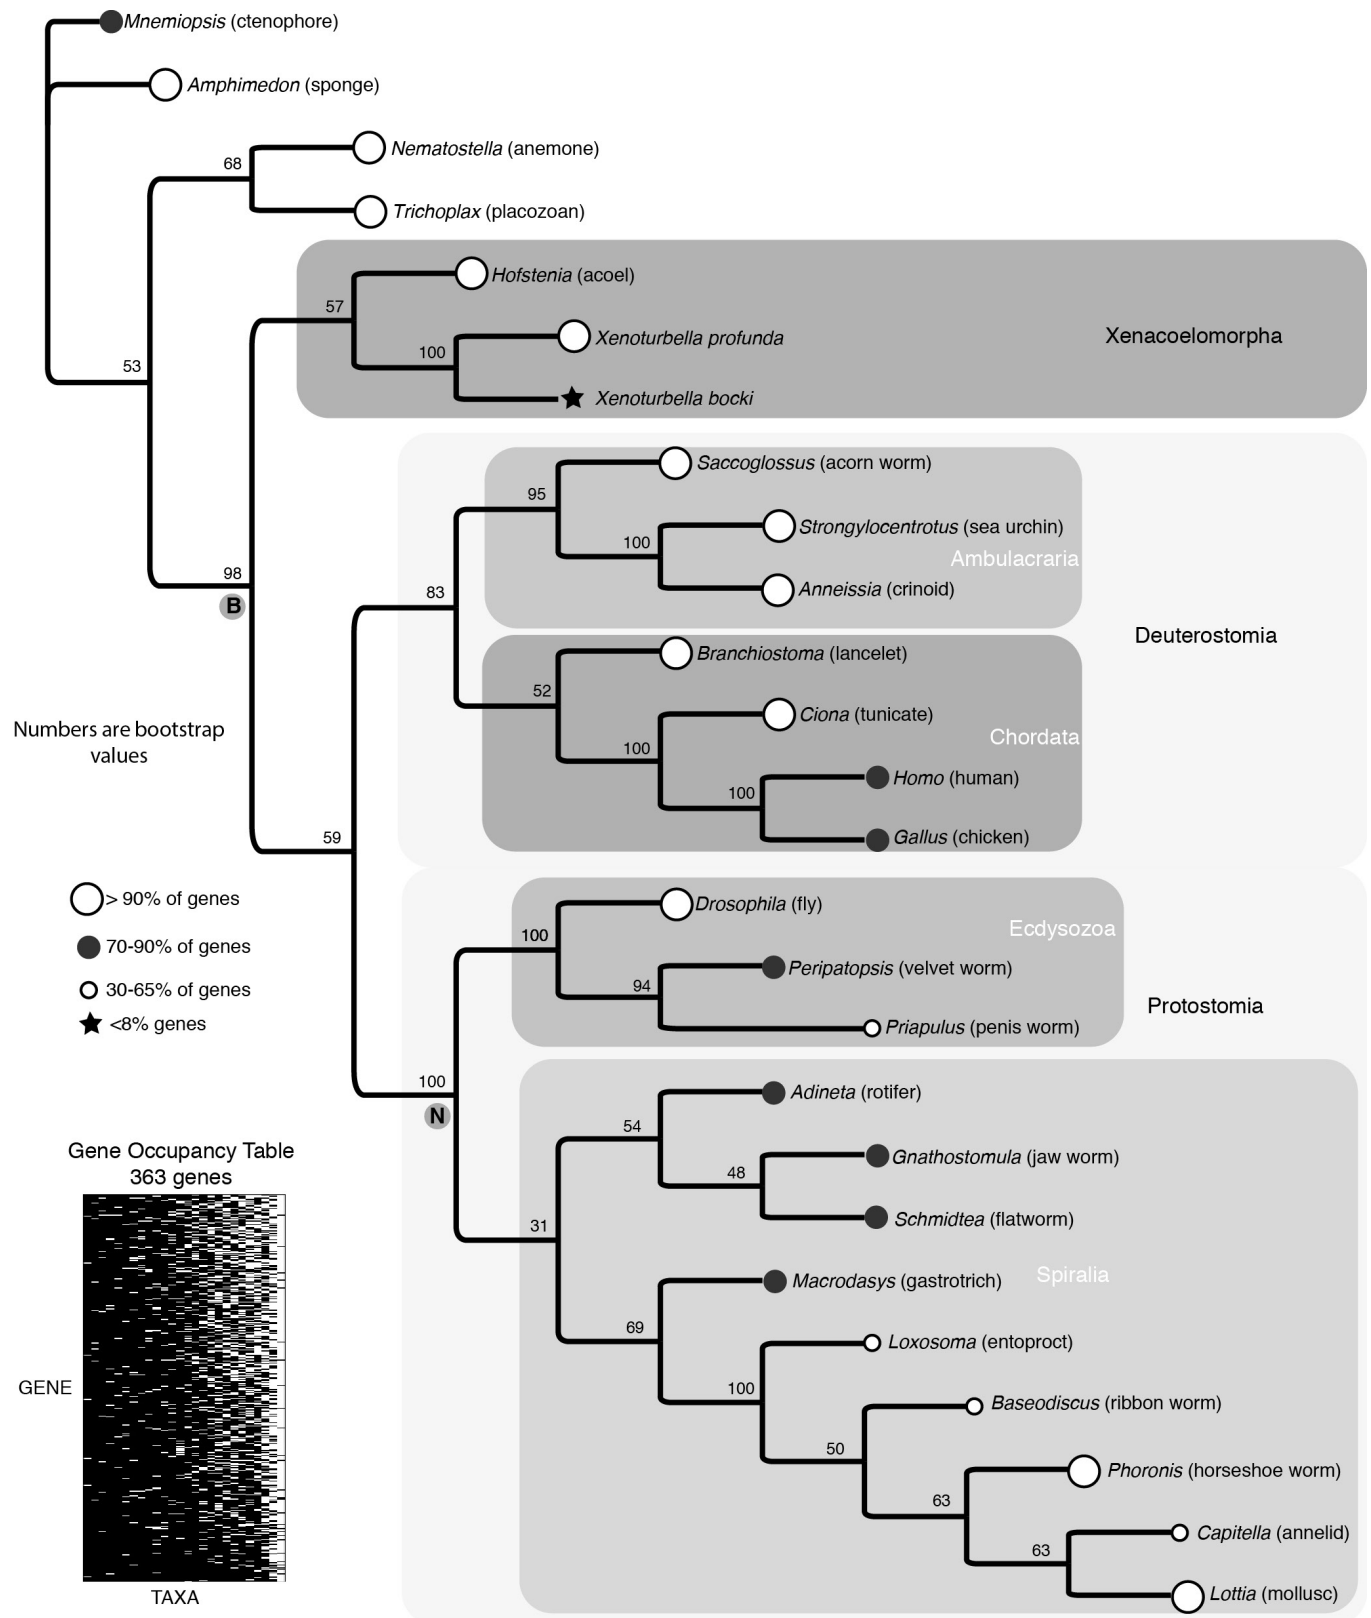 Mnemiopsis (ctenophore)
Amphimedon (sponge)
Nematostella (anemone)
68
Trichoplax (placozoan)
Hofstenia (acoel)
57
Xenoturbella profunda
Xenacoelomorpha
100
53
Xenoturbella bocki
Saccoglossus (acorn worm)
95
Strongylocentrotus (sea urchin)
100
Ambulacraria
98
Anneissia (crinoid)
83
B
Deuterostomia
Branchiostoma (lancelet)
52
Ciona (tunicate)
Numbers are bootstrap
values
Chordata
100
Homo (human)
100
59
Gallus (chicken)
> 90% of genes
Drosophila (fly)
Ecdysozoa
100
70-90% of genes
Peripatopsis (velvet worm)
94
30-65% of genes
Protostomia
<8% genes
Priapulus (penis worm)
100
N
Adineta (rotifer)
54
Gene Occupancy Table
363 genes
Gnathostomula (jaw worm)
48
Schmidtea (flatworm)
31
Spiralia
Macrodasys (gastrotrich)
69
Loxosoma (entoproct)
GENE
100
Baseodiscus (ribbon worm)
50
Phoronis (horseshoe worm)
63
Capitella (annelid)
63
TAXA
Lottia (mollusc)